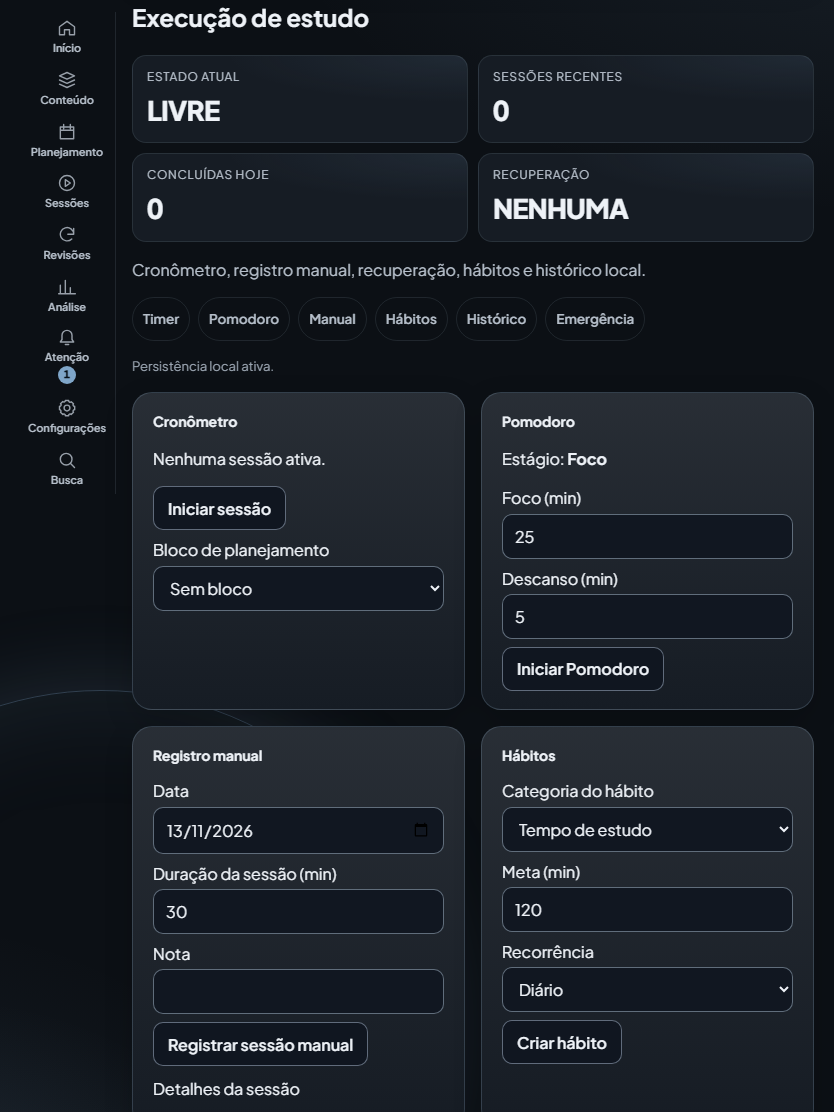 Início
Conteúdo
Planejamento
Sessões
Revisões
Análise
Atenção
1
Configurações
Busca
Execução de estudo
ESTADO ATUAL
LIVRE
SESSÕES RECENTES
0
CONCLUÍDAS HOJE
0
RECUPERAÇÃO
NENHUMA
Cronômetro, registro manual, recuperação, hábitos e histórico local.
Timer
Pomodoro
Manual
Hábitos
Histórico
Emergência
Persistência local ativa.
Cronômetro
Nenhuma sessão ativa.
Iniciar sessão
Bloco de planejamento
Sem bloco
Pomodoro
Estágio: Foco
Foco (min)
25
Descanso (min)
5
Iniciar Pomodoro
Registro manual
Data
13/11/2026
Duração da sessão (min)
30
Nota
Registrar sessão manual
Detalhes da sessão
Hábitos
Categoria do hábito
Tempo de estudo
Meta (min)
120
Recorrência
Diário
Criar hábito